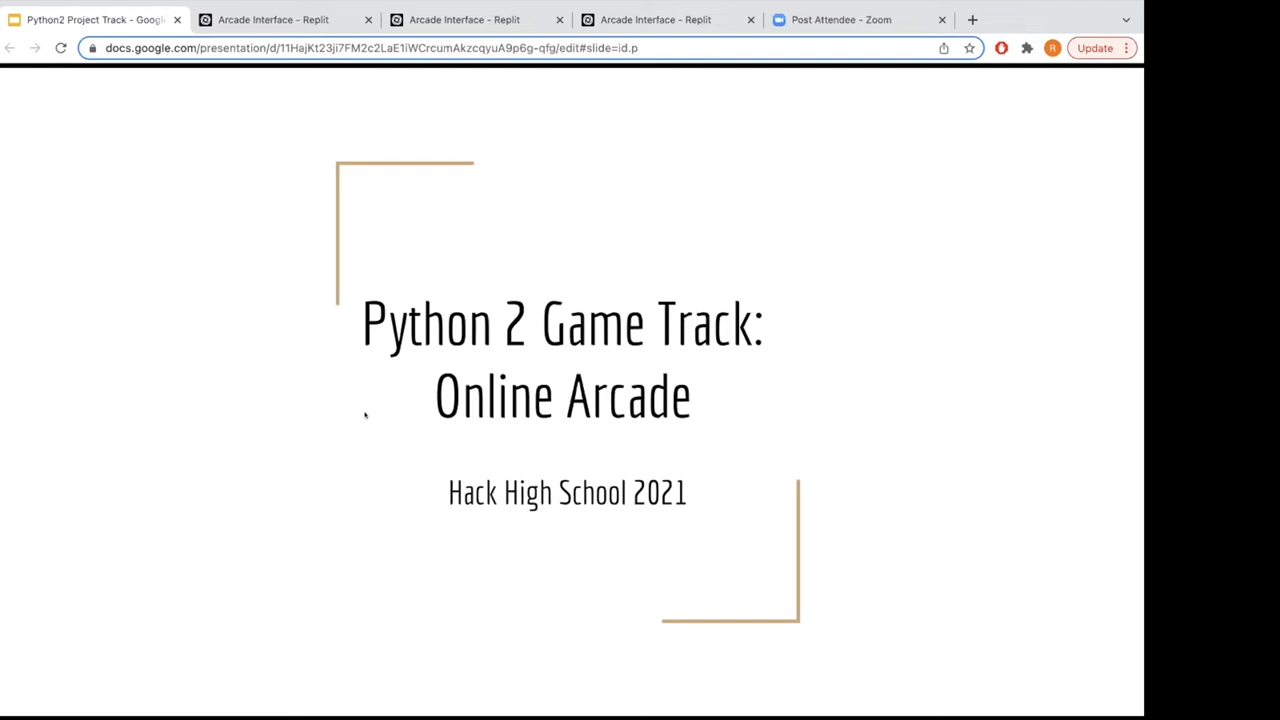 Python2 Project Track - Googl
Arcade Interface - Replit
Arcade Interface - Replit
Arcade Interface - Replit
Post Attendee - Zoom
docs.google.com/presentation/d/11HajKt23ji7FM2c2LaE1iWCrcumAkzcqyuA9p6g-qfg/edit#slide=id.p
R
Update
Python 2 Game Track:
Online Arcade
Hack High School 2021